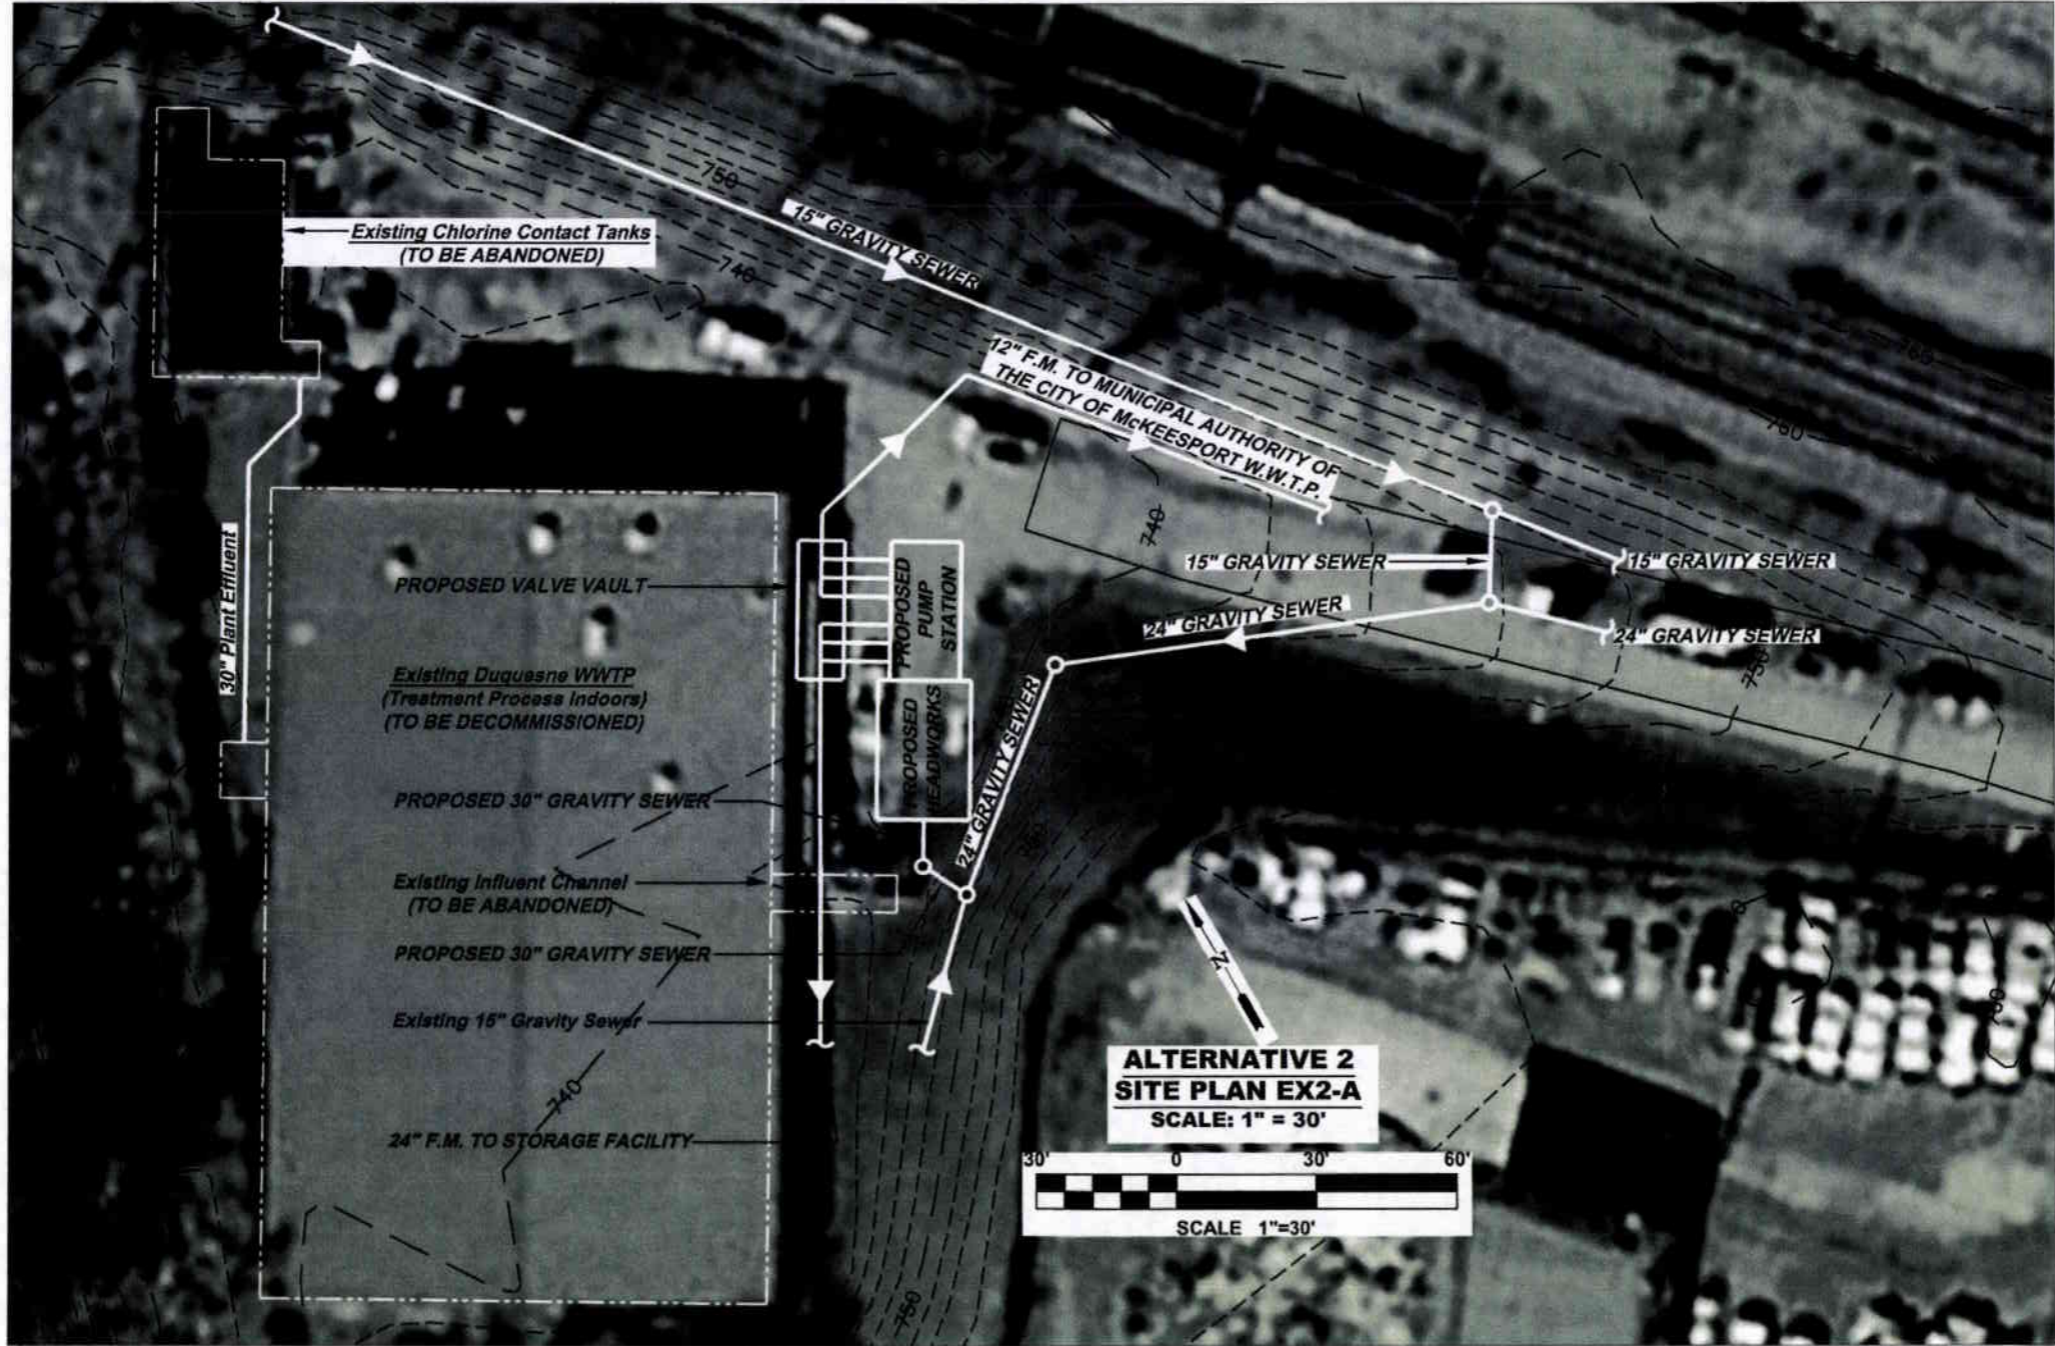 750
15" GRAVITY SEWER
Existing Chlorine Contact Tanks
(TO BE ABANDONED)
740
760
12" F.M. TO MUNICIPAL AUTHORITY OF
THE CITY OF McKEESPORT W.W.T.P.
760
740
30" Plant Effluent
PROPOSED VALVE VAULT
PROPOSED
PUMP
STATION
15" GRAVITY SEWER
15" GRAVITY SEWER
24" GRAVITY SEWER
24" GRAVITY SEWER
750
Existing Duquesne WWTP
(Treatment Process Indoors)
(TO BE DECOMMISSIONED)
PROPOSED
HEADWORKS
24" GRAVITY SEWER
PROPOSED 30" GRAVITY SEWER
Existing Influent Channel
(TO BE ABANDONED)
PROPOSED 30" GRAVITY SEWER
Existing 15" Gravity Sewer
N
740
24" F.M. TO STORAGE FACILITY
ALTERNATIVE 2
SITE PLAN EX2-A
SCALE: 1" = 30'
30' 0 30' 60'
SCALE 1"=30'
750